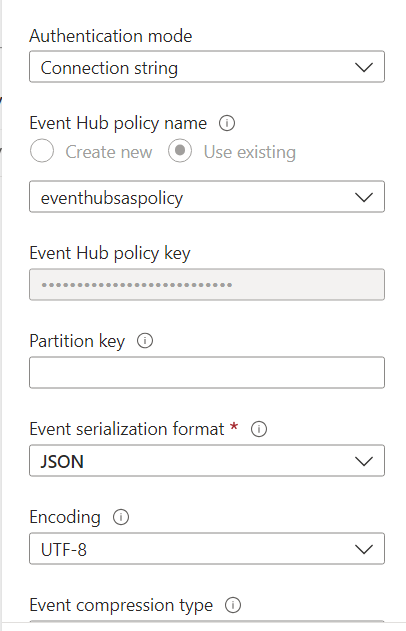 Authentication mode
Connection string
Event Hub policy name
Create new Use existing
eventhubsaspolicy
Event Hub policy key
••••••••••••••••••••••••••••
Partition key
Event serialization format *
JSON
Encoding
UTF-8
Event compression type